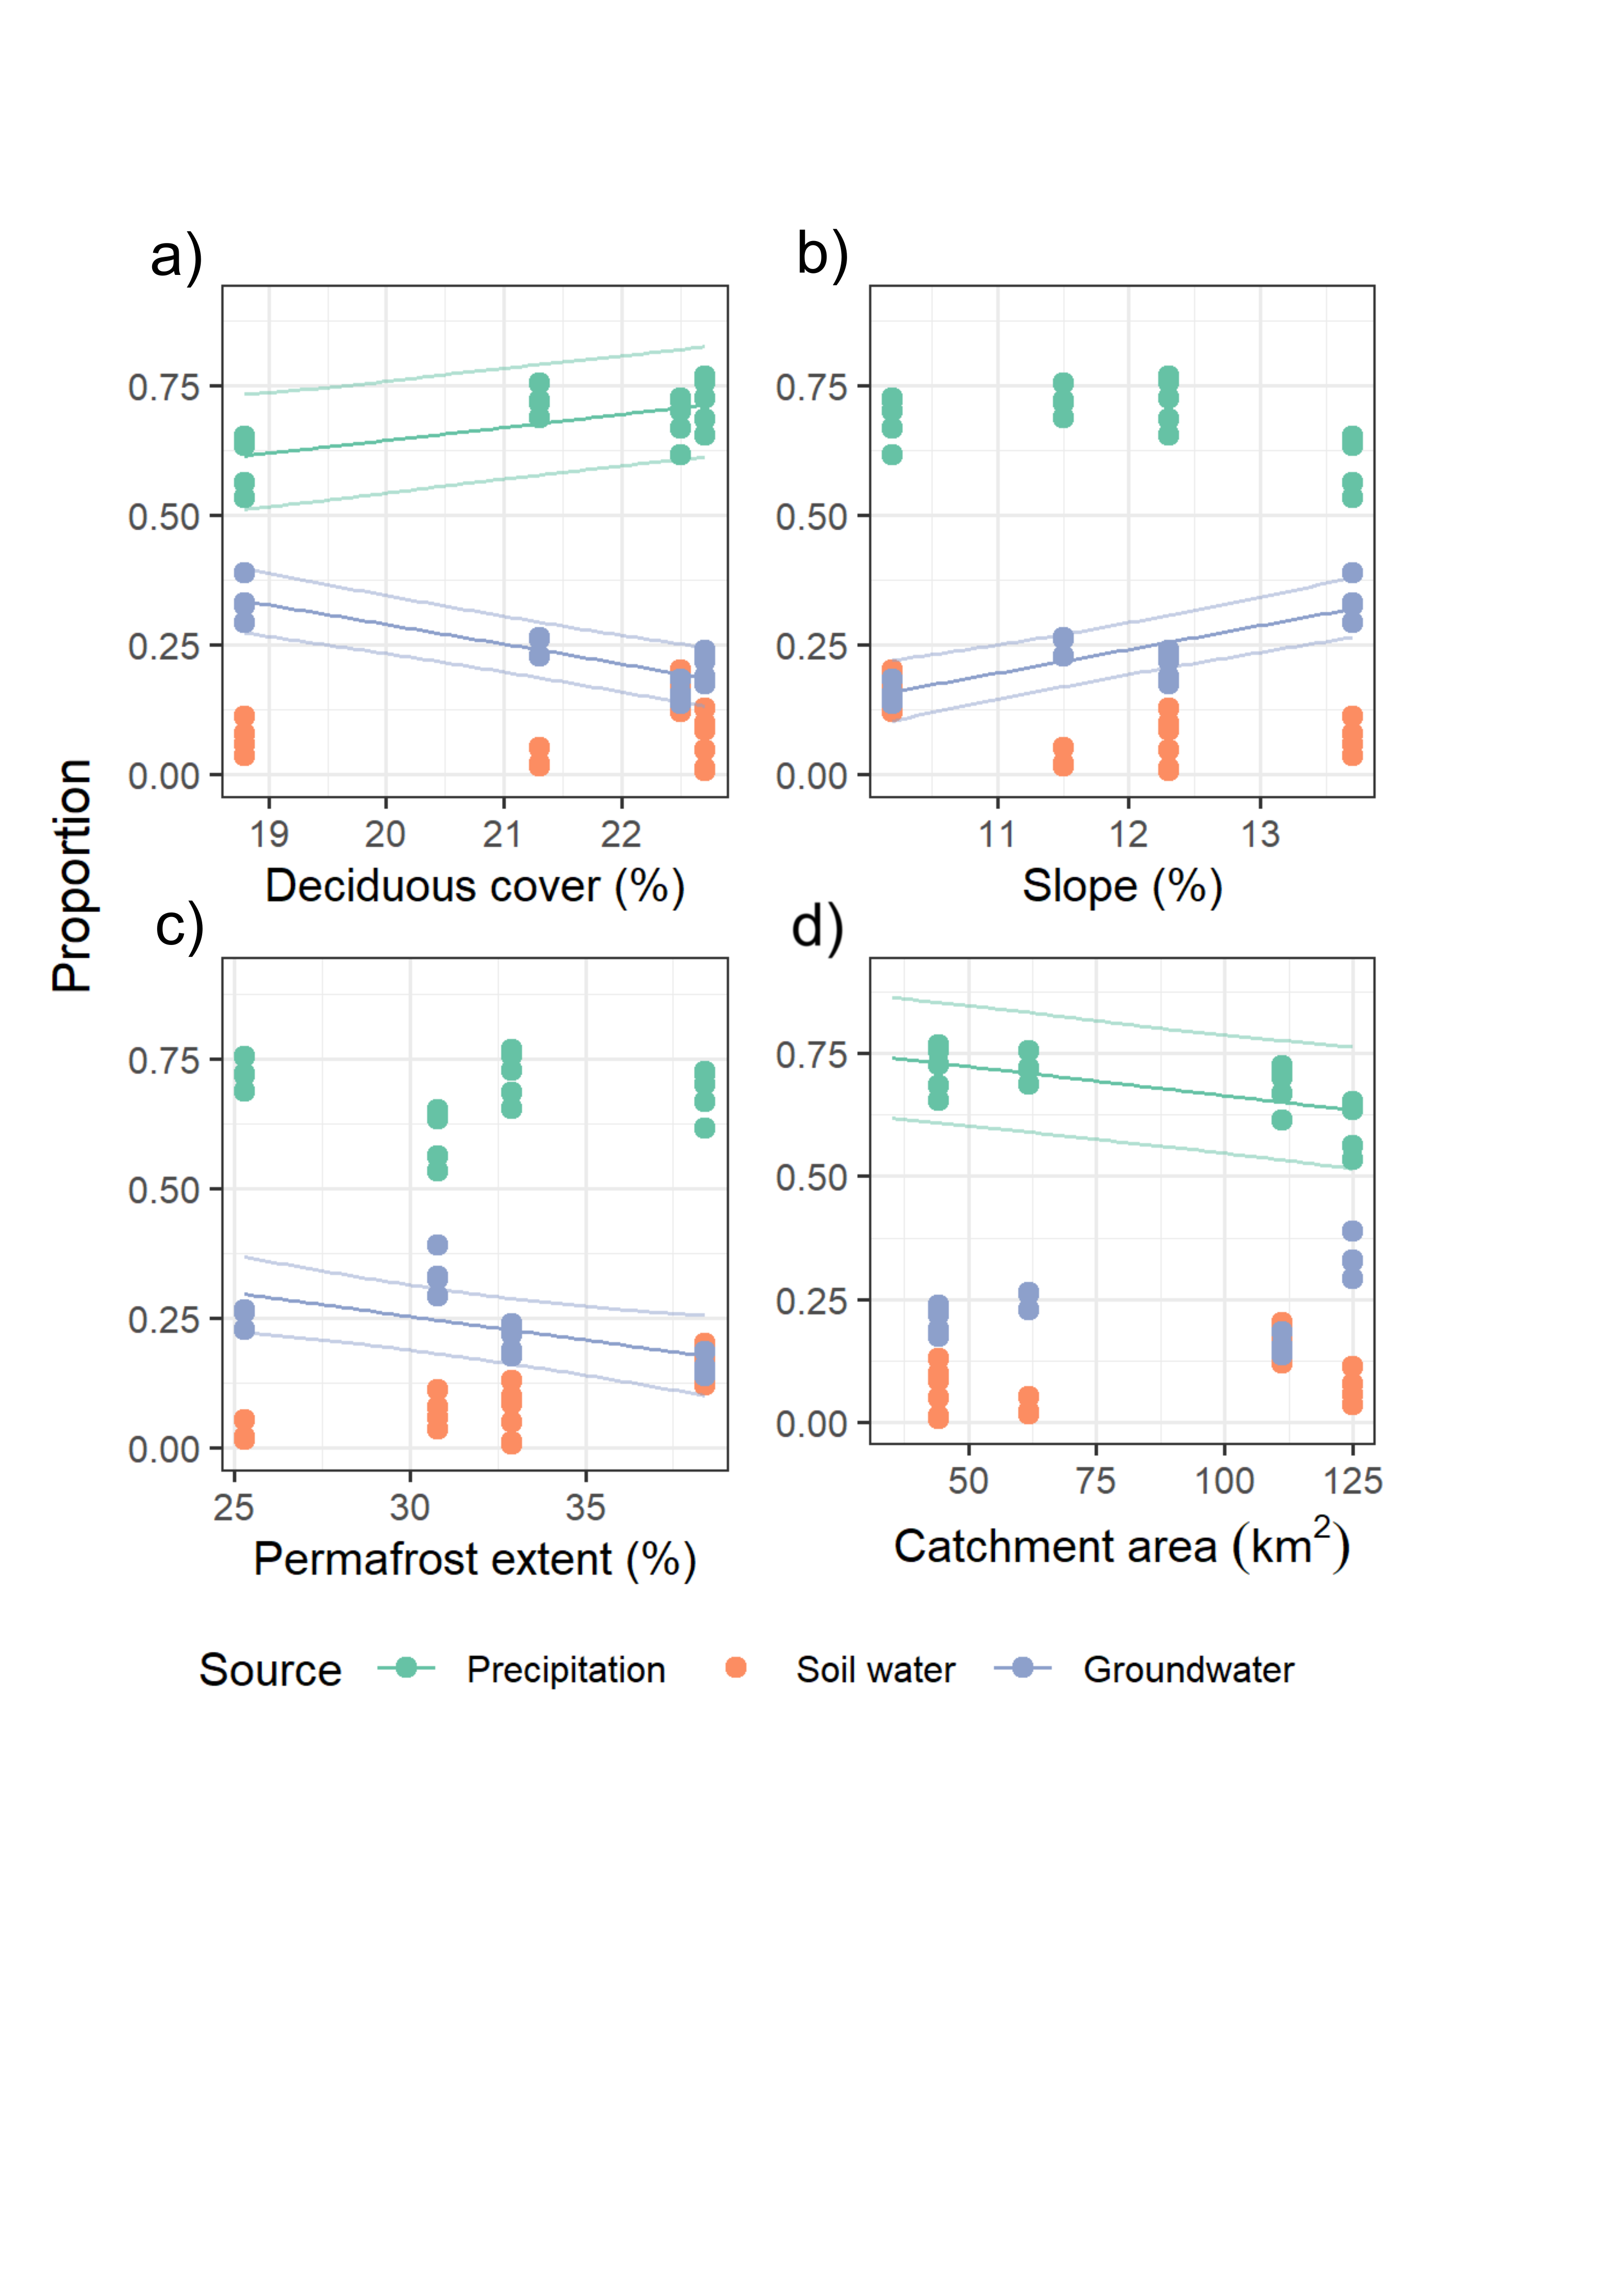 a)
b)
0.75
0.50
0.25
0.00
19 20 21 22
Deciduous cover (%)
0.75
0.50
0.25
0.00
11 12 13
Slope (%)
Proportion
c)
d)
0.75
0.50
0.25
0.00
25 30 35
Permafrost extent (%)
0.75
0.50
0.25
0.00
50 75 100 125
Catchment area (km²)
Source Precipitation Soil water Groundwater